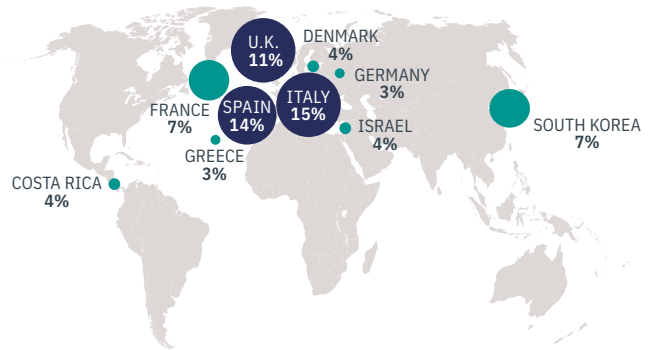 U.K.
11%
DENMARK
4%
GERMANY
3%
FRANCE
7%
SPAIN
14%
ITALY
15%
ISRAEL
4%
SOUTH KOREA
7%
GREECE
3%
COSTA RICA
4%